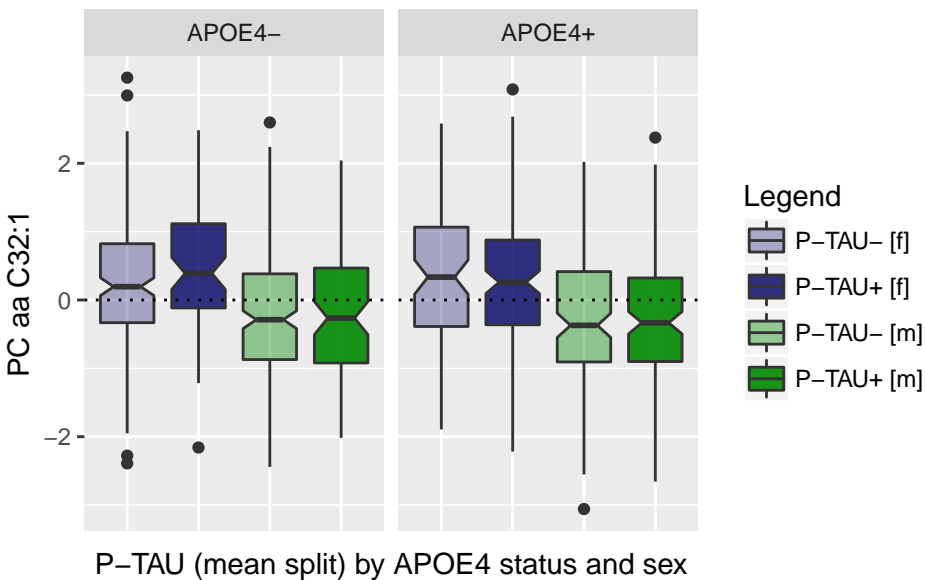 APOE4− APOE4+
PC aa C32:1
2
0
−2
P−TAU (mean split) by APOE4 status and sex
Legend
P−TAU− [f]
P−TAU+ [f]
P−TAU− [m]
P−TAU+ [m]